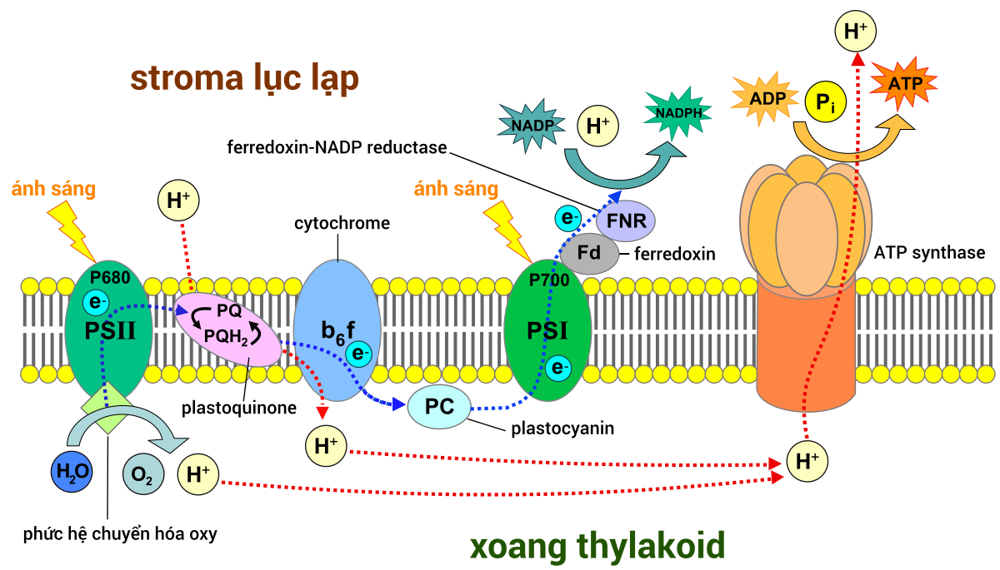 H⁺
stroma lục lạp
ADP
Pᵢ
ATP
NADP
H⁺
NADPH
ferredoxin-NADP reductase
ánh sáng
H⁺
ánh sáng
cytochrome
e⁻
FNR
Fd
ferredoxin
ATP synthase
P680
e⁻
PSII
PQ
PQH₂
b₆f
e⁻
P700
PSI
e⁻
plastoquinone
PC
plastocyanin
H⁺
H₂O
O₂
H⁺
H⁺
phức hệ chuyển hóa oxy
xoang thylakoid